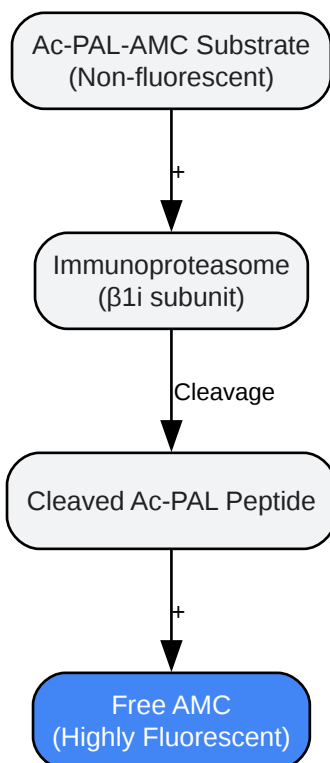 Ac-PAL-AMC Substrate
(Non-fluorescent)
+
Immunoproteasome
(β1i subunit)
Cleavage
Cleaved Ac-PAL Peptide
+
Free AMC
(Highly Fluorescent)